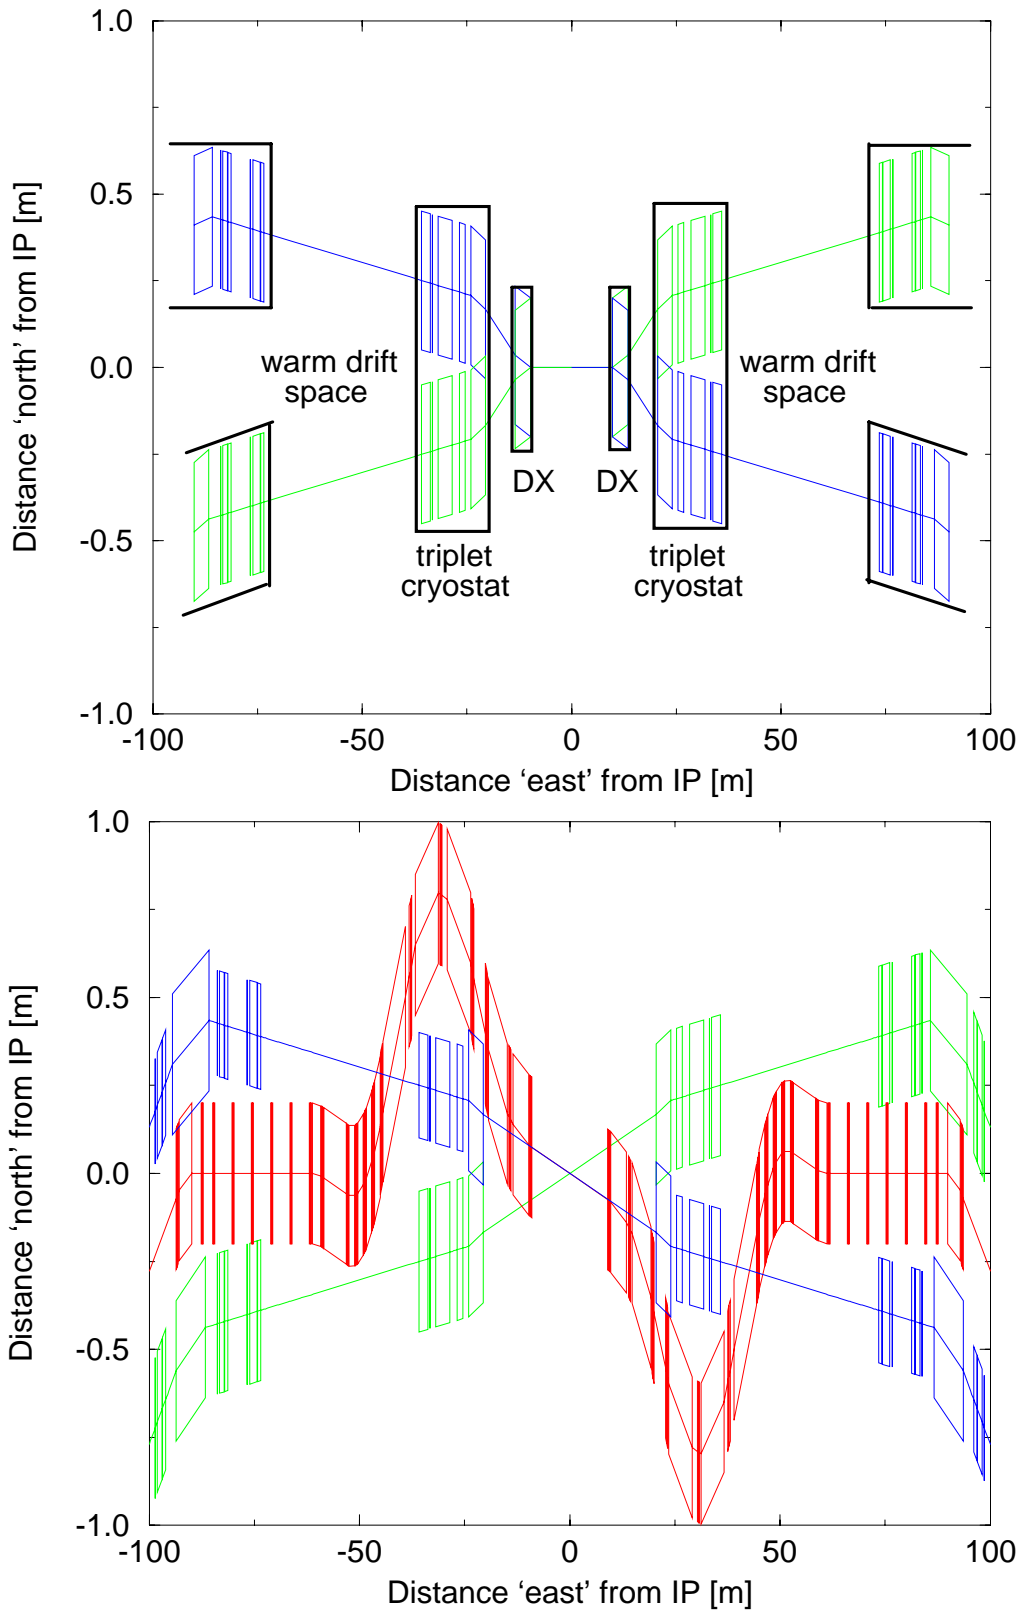 1.0
0.5
0.0
-0.5
-1.0
Distance ‘north’ from IP [m]
warm drift
space
warm drift
space
DX
DX
triplet
cryostat
triplet
cryostat
-100
-50
0
50
100
Distance ‘east’ from IP [m]
1.0
0.5
0.0
-0.5
-1.0
Distance ‘north’ from IP [m]
-100
-50
0
50
100
Distance ‘east’ from IP [m]